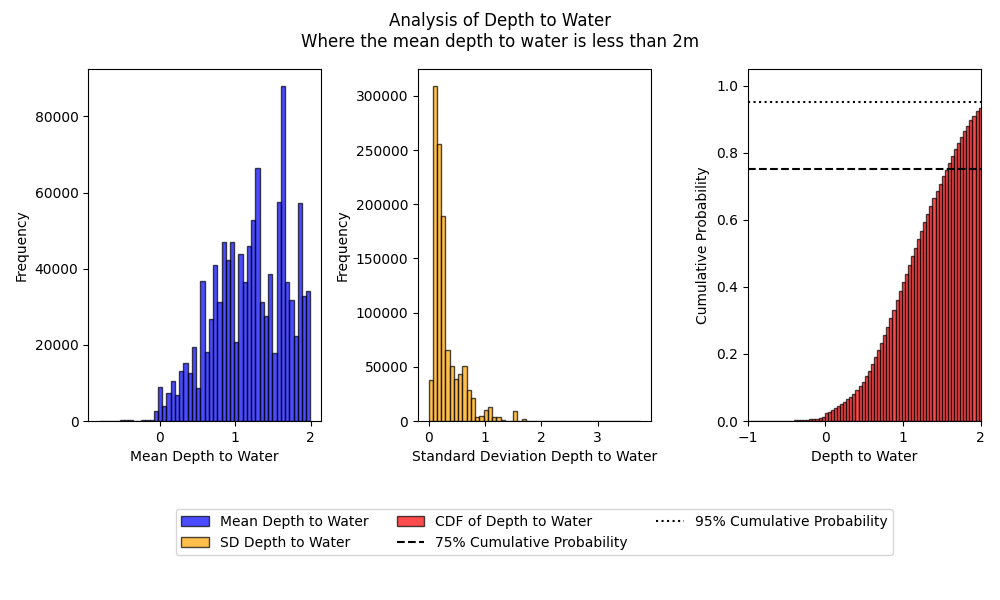 Analysis of Depth to Water
Where the mean depth to water is less than 2m
80000
60000
40000
20000
0
Frequency
0 1 2
Mean Depth to Water
300000
250000
200000
150000
100000
50000
0
Frequency
0 1 2 3
Standard Deviation Depth to Water
1.0
0.8
0.6
0.4
0.2
0.0
Cumulative Probability
−1 0 1 2
Depth to Water
Mean Depth to Water
SD Depth to Water
CDF of Depth to Water
75% Cumulative Probability
95% Cumulative Probability